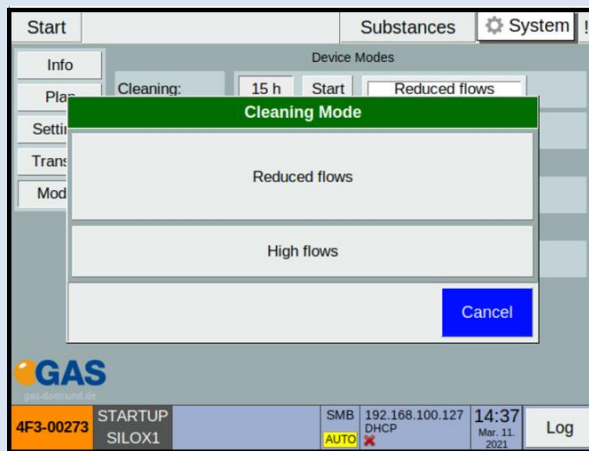 Start
Substances
System
!
Info
Device Modes
Cleaning:
15 h
Start
Reduced flows
Cleaning Mode
Reduced flows
High flows
Cancel
GAS
gas-dortmund.de
4F3-00273
STARTUP
SILOX1
SMB
AUTO
192.168.100.127
DHCP
14:37
Mar. 11.
2021
Log